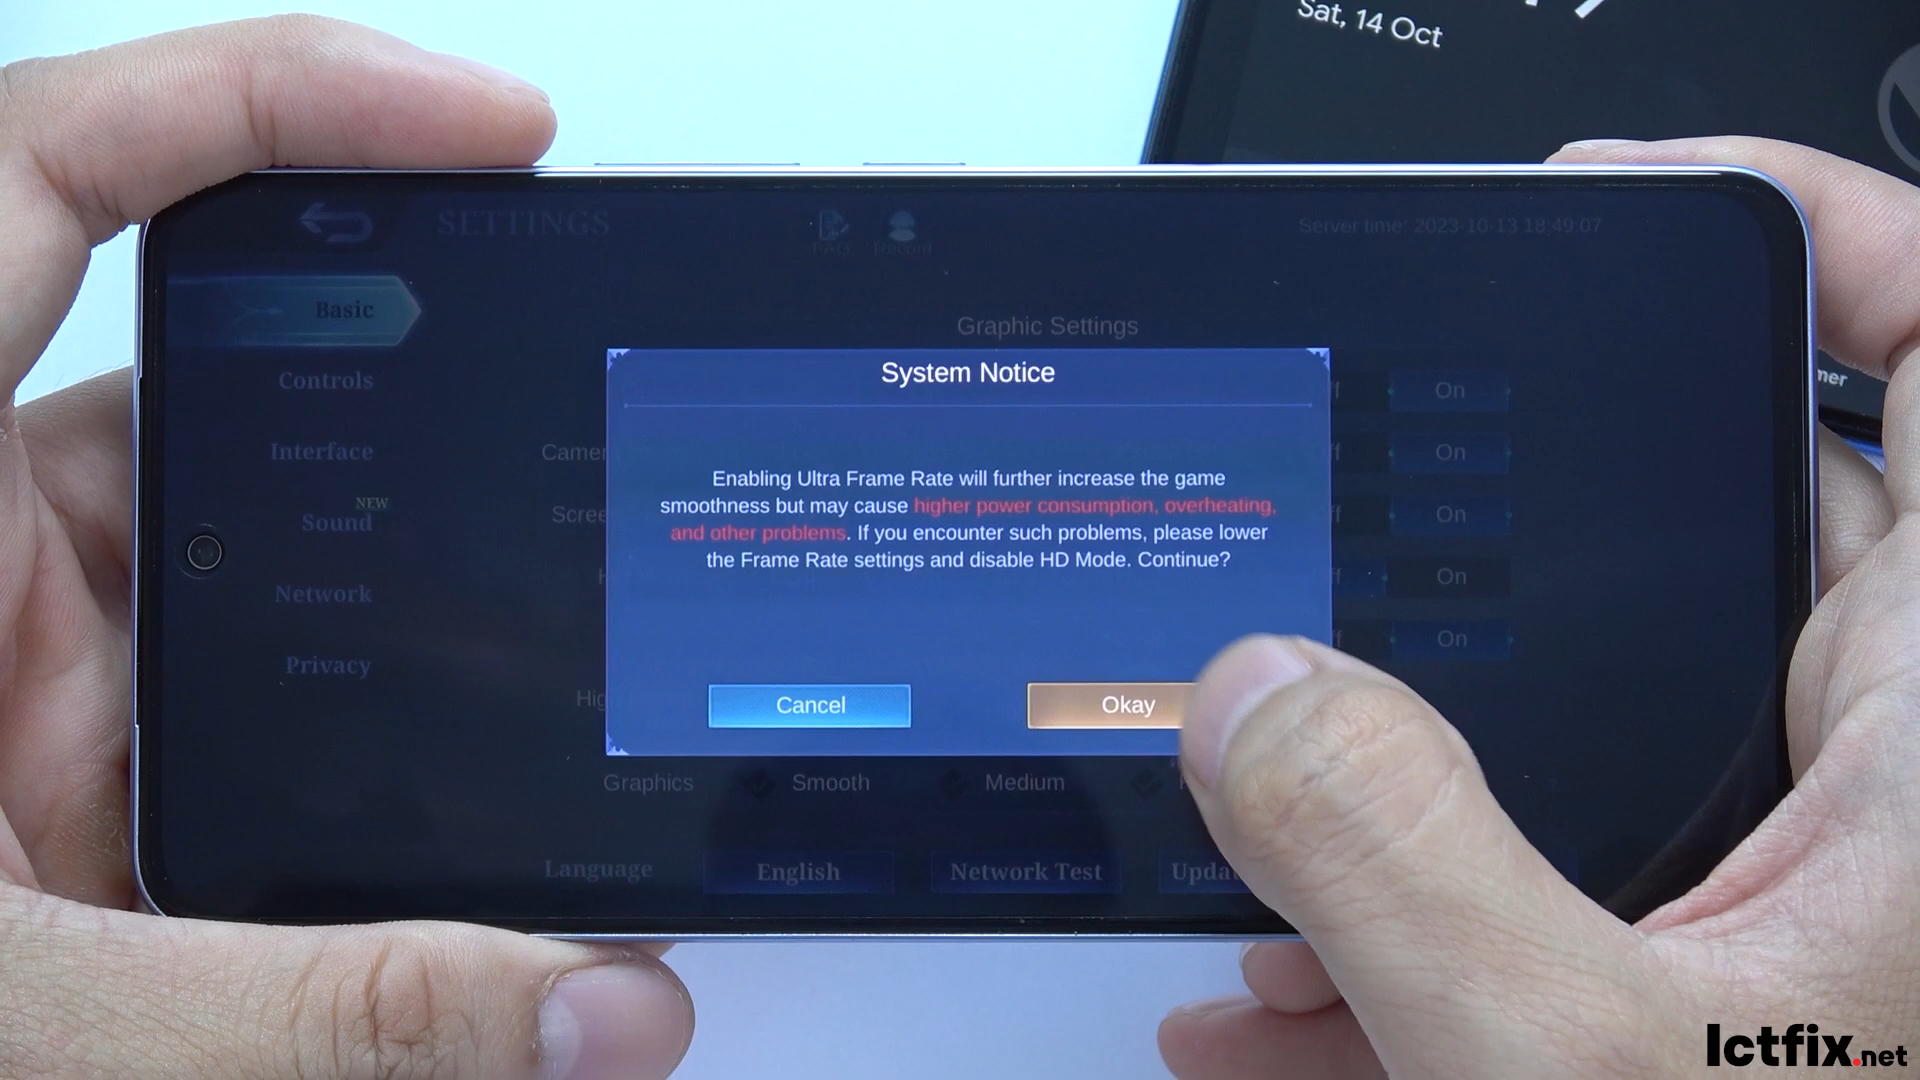 Sat, 14 Oct
SETTINGS
FAQ
Record
Server time: 2023-10-13 18:49:07
Basic
Graphic Settings
System Notice
On
Controls
Interface
On
Enabling Ultra Frame Rate will further increase the game
smoothness but may cause higher power consumption, overheating,
and other problems. If you encounter such problems, please lower
the Frame Rate settings and disable HD Mode. Continue?
NEW
Sound
On
Network
On
Privacy
On
Cancel
Okay
Graphics
Smooth
Medium
Language
English
Network Test
Ictfix.net